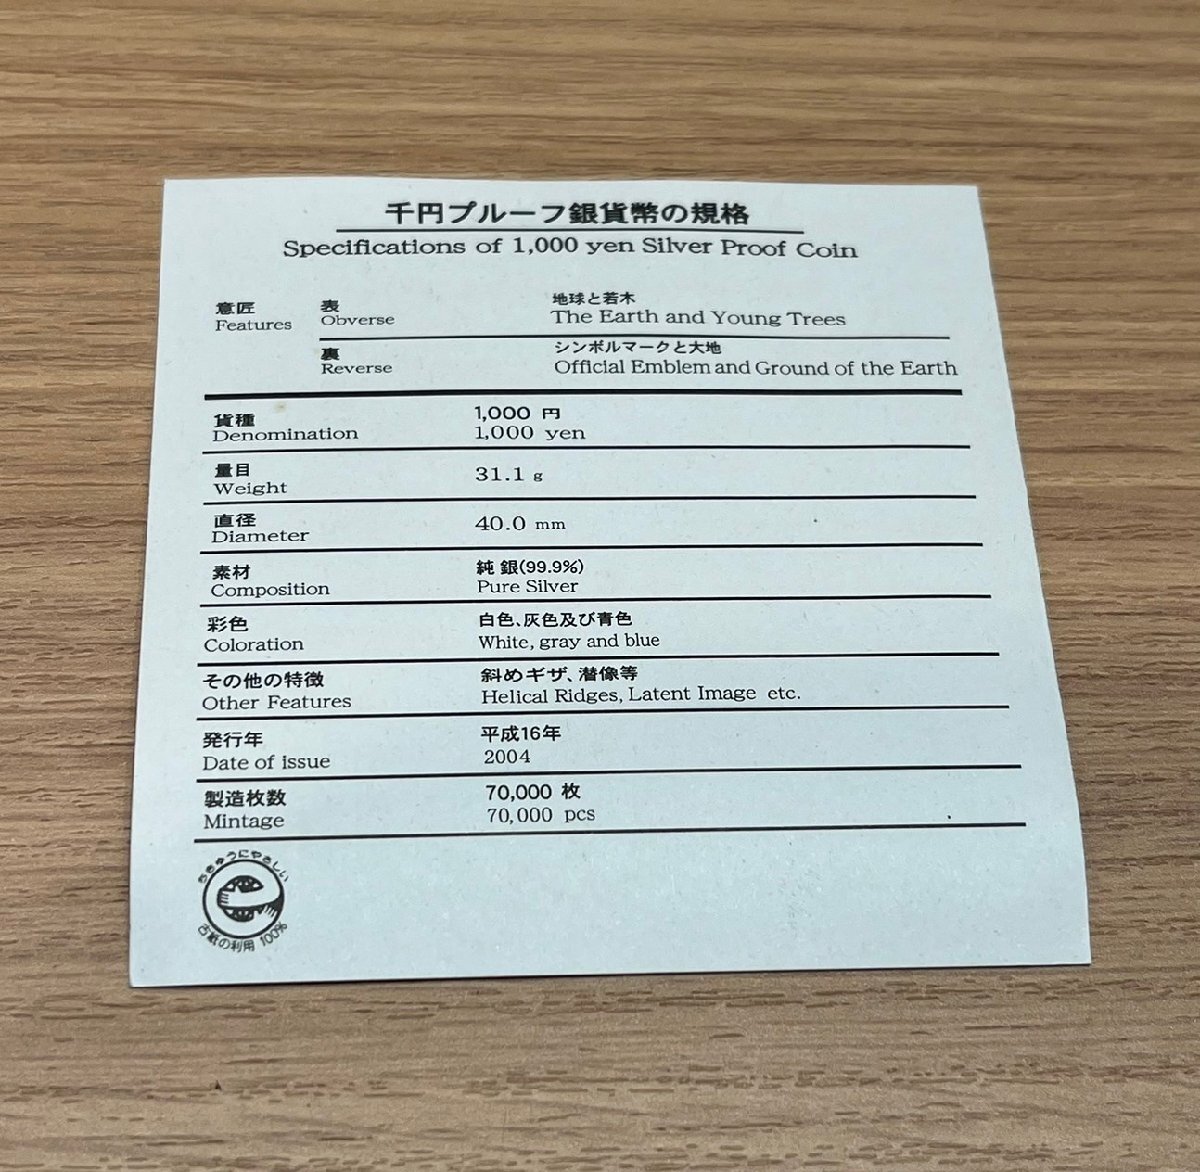 千円プルーフ銀貨幣の規格
Specifications of 1,000 yen Silver Proof Coin
意匠
Features
表
Obverse
地球と若木
The Earth and Young Trees
裏
Reverse
シンボルマークと大地
Official Emblem and Ground of the Earth
貨種
Denomination
1,000 円
1,000 yen
量目
Weight
31.1 g
直径
Diameter
40.0 mm
素材
Composition
純 銀(99.9%)
Pure Silver
彩色
Coloration
白色、灰色及び青色
White, gray and blue
その他の特徴
Other Features
斜めギザ、潜像等
Helical Ridges, Latent Image etc.
発行年
Date of issue
平成16年
2004
製造枚数
Mintage
70,000 枚
70,000 pcs
ちきゅうにやさしい
古紙の利用 100%